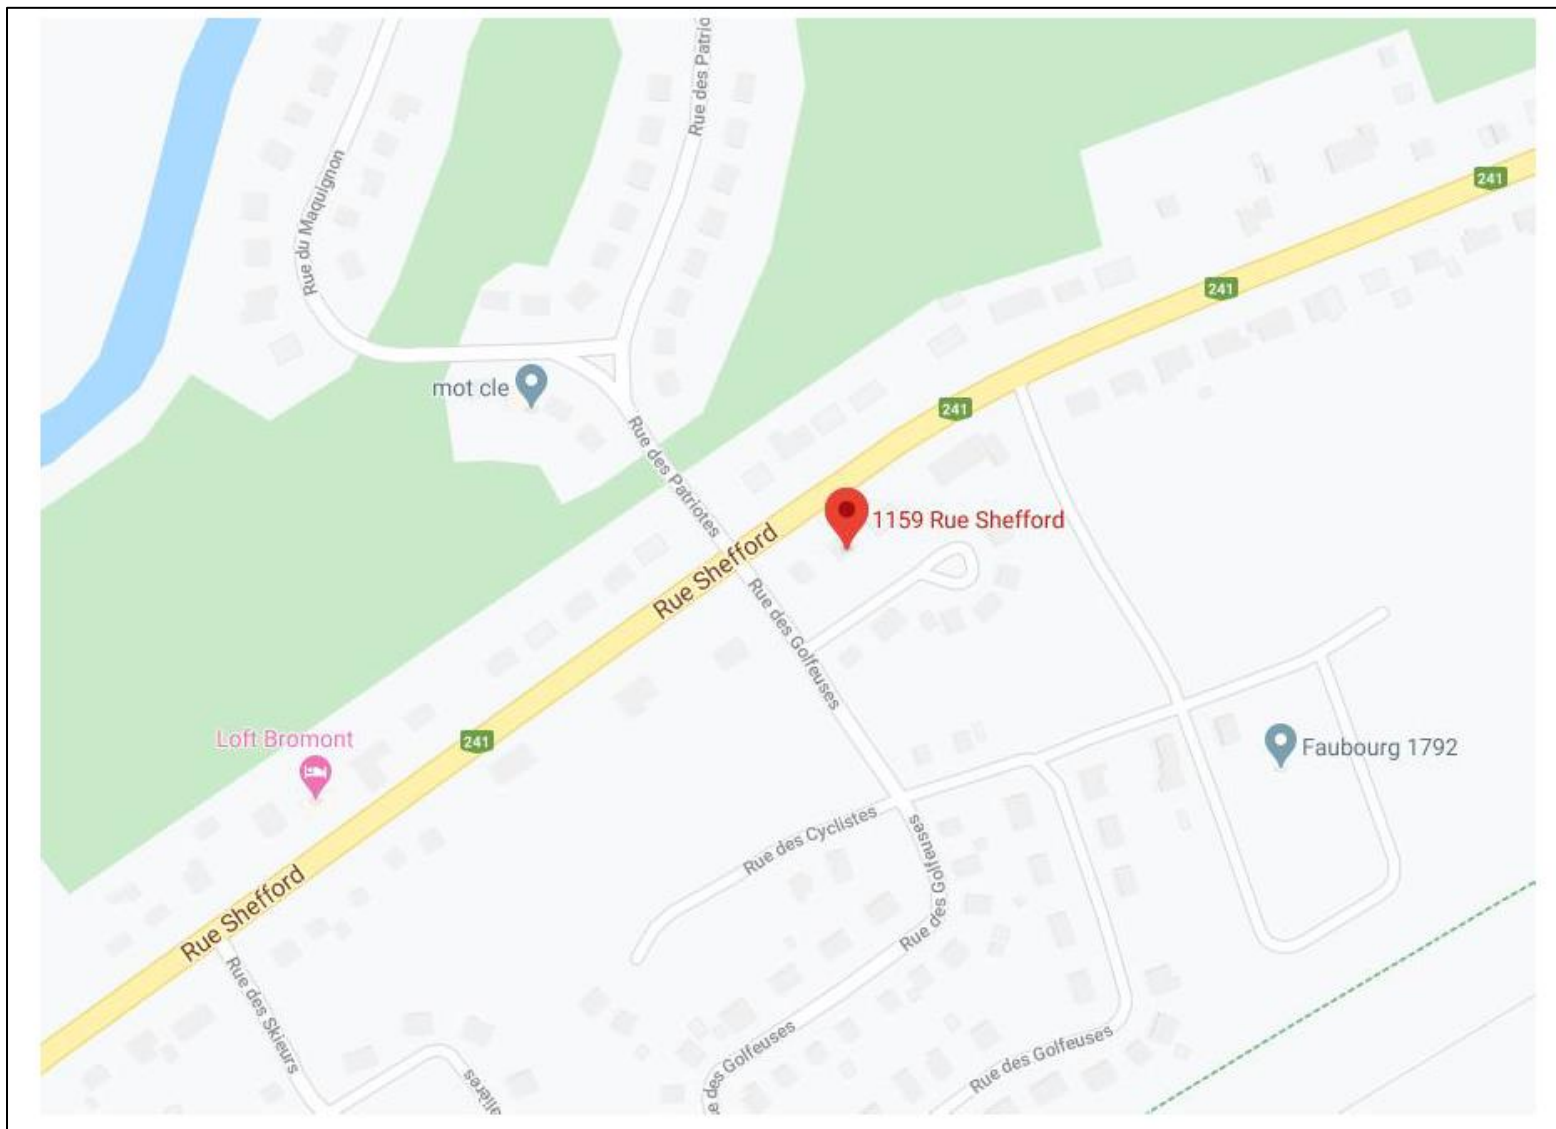 Rue des Patrio
Rue du Maquignon
241
241
mot cle
241
Rue des Patriotes
1159 Rue Shefford
Rue Shefford
Rue des Golfeuses
Loft Bromont
241
Faubourg 1792
Rue des Cyclistes
Rue des Golfeuses
Rue Shefford
Rue des Skieurs
e des Golfeuses
Rue des Golfeuses
alières